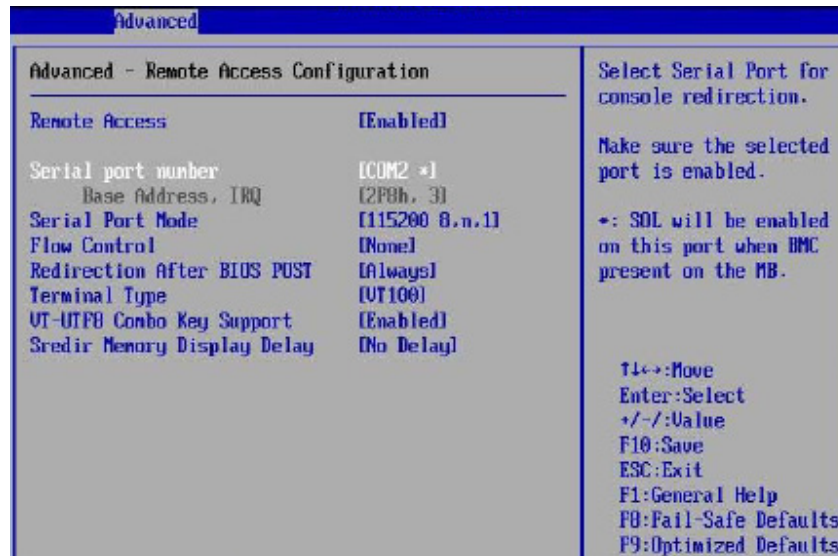 Advanced
Advanced - Remote Access Configuration
Remote Access [Enabled]
Serial port number [COM2 *]
Base Address, IRQ [2F8h, 3]
Serial Port Mode [115200 8,n,1]
Flow Control [None]
Redirection After BIOS POST [Always]
Terminal Type [VT100]
VT-UTF8 Combo Key Support [Enabled]
Sredir Memory Display Delay [No Delay]
Select Serial Port for
console redirection.
Make sure the selected
port is enabled.
*: SOL will be enabled
on this port when BMC
present on the MB.
↑↓←→:Move
Enter:Select
+/-/:Value
F10:Save
ESC:Exit
F1:General Help
F8:Fail-Safe Defaults
F9:Optimized Defaults